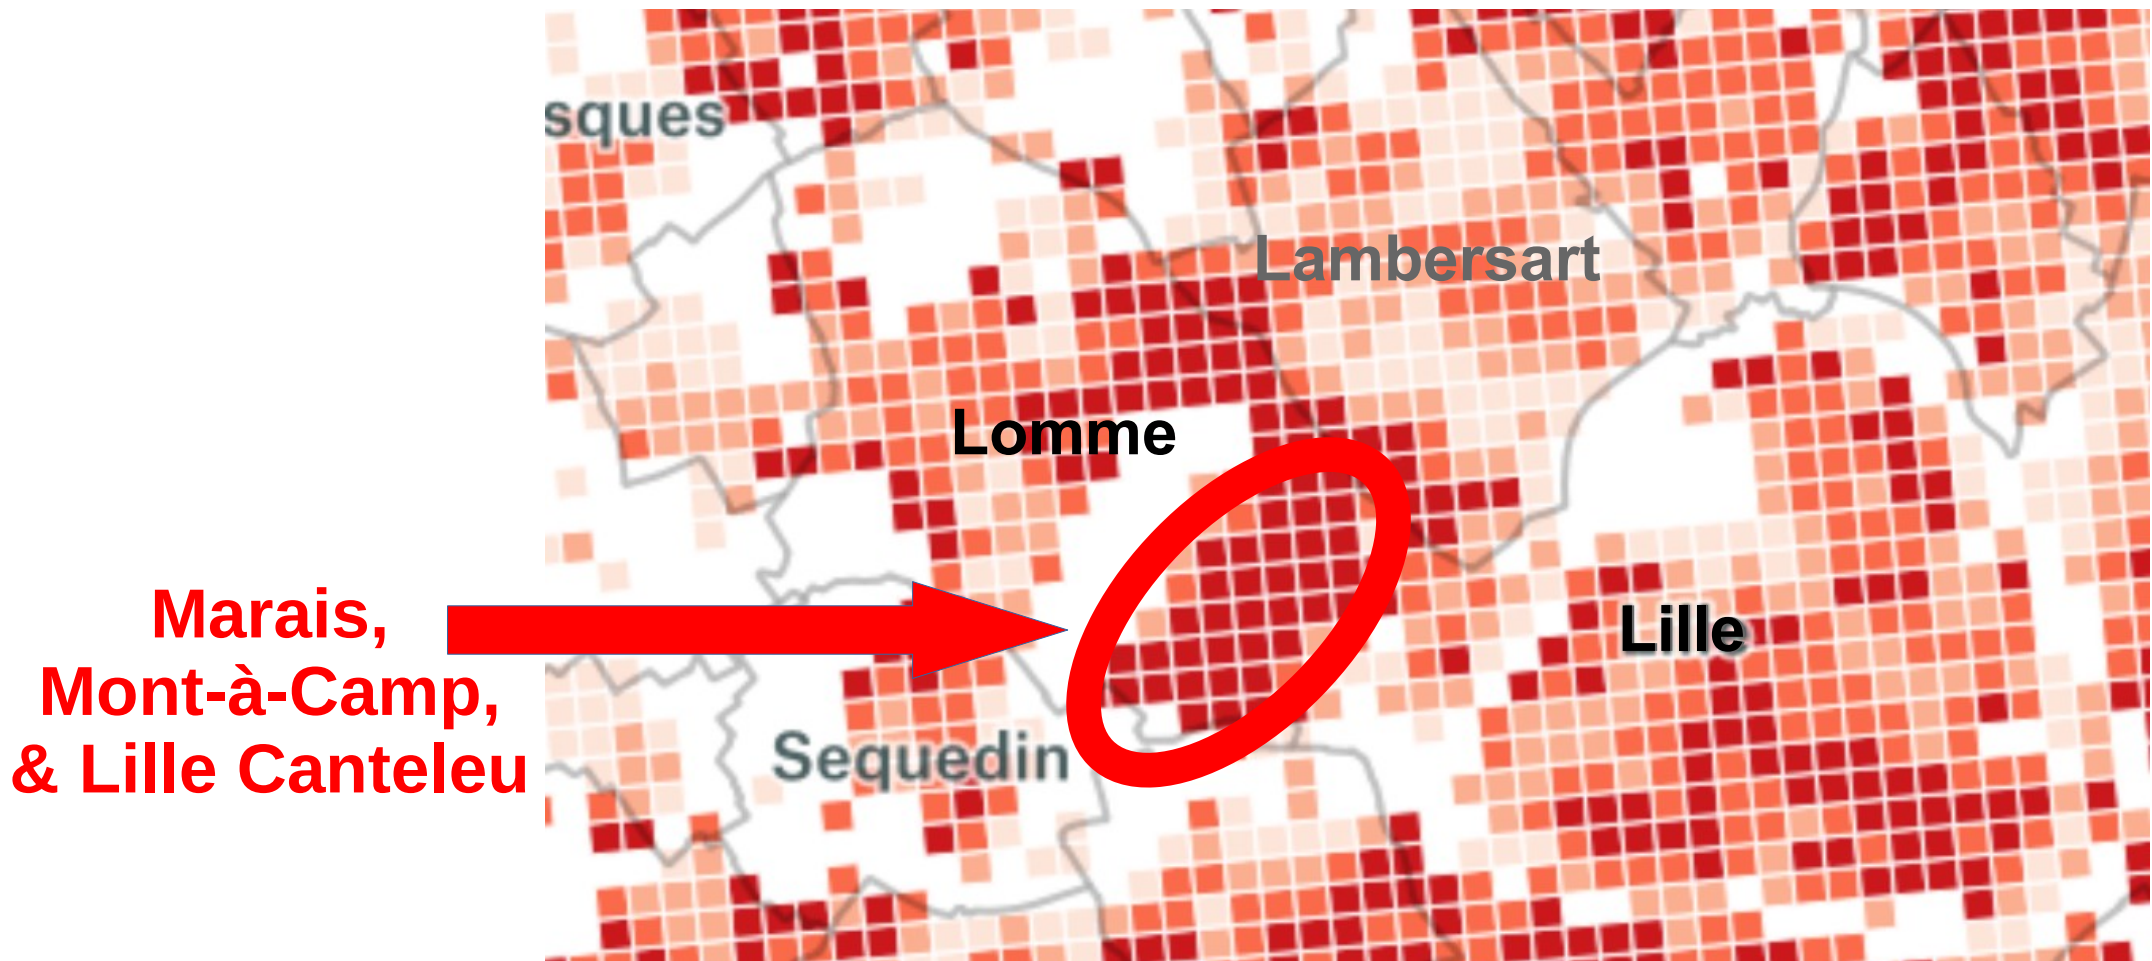 sques
Lambersart
Lomme
Marais,
Mont-à-Camp,
& Lille Canteleu
Lille
Sequedin